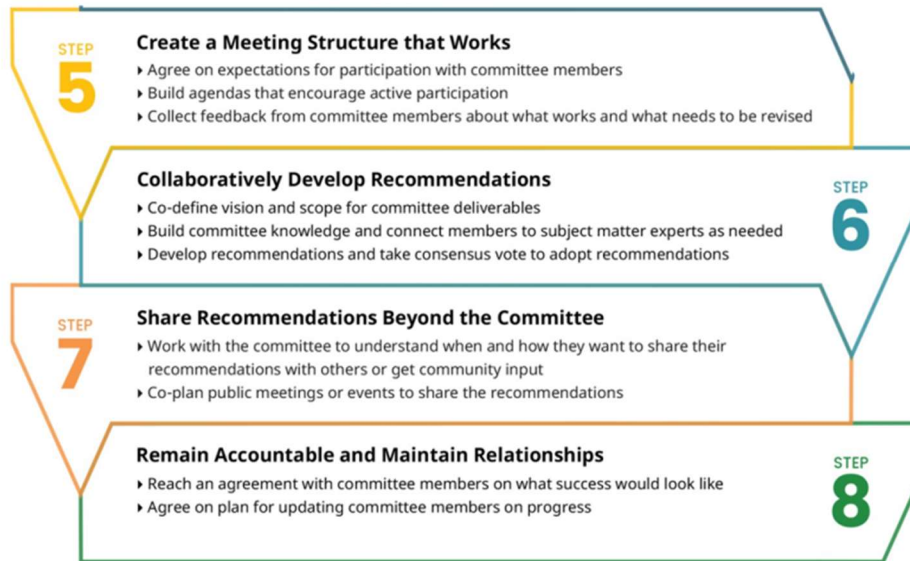 STEP
5
Create a Meeting Structure that Works
‣ Agree on expectations for participation with committee members
‣ Build agendas that encourage active participation
‣ Collect feedback from committee members about what works and what needs to be revised
STEP
6
Collaboratively Develop Recommendations
‣ Co-define vision and scope for committee deliverables
‣ Build committee knowledge and connect members to subject matter experts as needed
‣ Develop recommendations and take consensus vote to adopt recommendations
STEP
7
Share Recommendations Beyond the Committee
‣ Work with the committee to understand when and how they want to share their
recommendations with others or get community input
‣ Co-plan public meetings or events to share the recommendations
STEP
8
Remain Accountable and Maintain Relationships
‣ Reach an agreement with committee members on what success would look like
‣ Agree on plan for updating committee members on progress